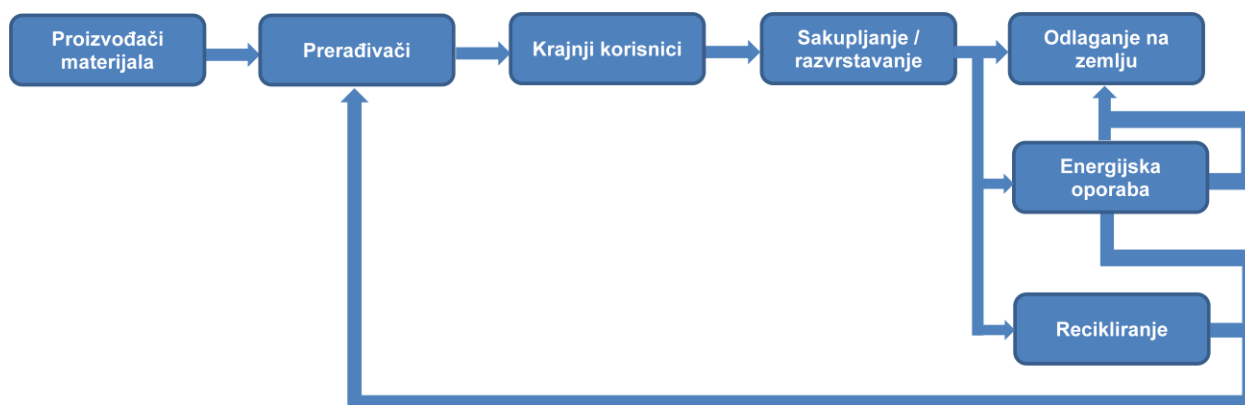 Proizvođači
materijala
Prerađivači
Krajnji korisnici
Sakupljanje /
razvrstavanje
Odlaganje na
zemlju
Energijska
oporaba
Recikliranje